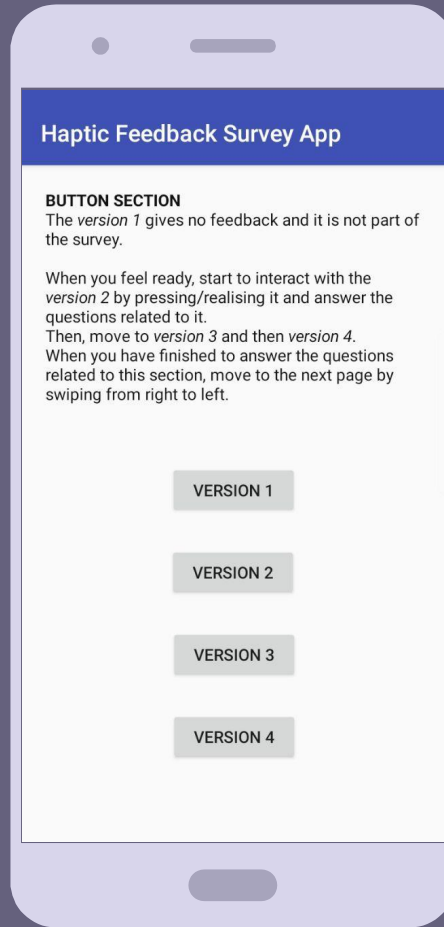 Haptic Feedback Survey App
BUTTON SECTION
The version 1 gives no feedback and it is not part of
the survey.
When you feel ready, start to interact with the
version 2 by pressing/realising it and answer the
questions related to it.
Then, move to version 3 and then version 4.
When you have finished to answer the questions
related to this section, move to the next page by
swiping from right to left.
VERSION 1
VERSION 2
VERSION 3
VERSION 4